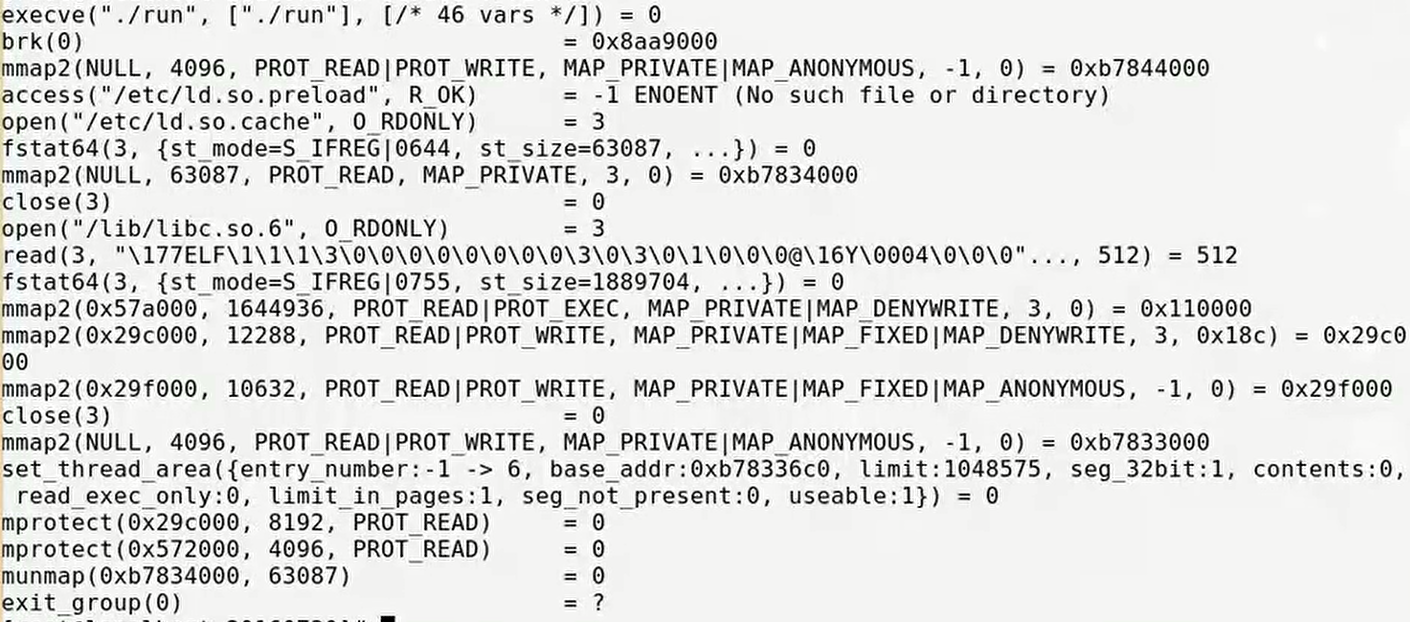 execve("./run", ["./run"], [/* 46 vars */]) = 0
brk(0)                                  = 0x8aa9000
mmap2(NULL, 4096, PROT_READ|PROT_WRITE, MAP_PRIVATE|MAP_ANONYMOUS, -1, 0) = 0xb7844000
access("/etc/ld.so.preload", R_OK)      = -1 ENOENT (No such file or directory)
open("/etc/ld.so.cache", O_RDONLY)      = 3
fstat64(3, {st_mode=S_IFREG|0644, st_size=63087, ...}) = 0
mmap2(NULL, 63087, PROT_READ, MAP_PRIVATE, 3, 0) = 0xb7834000
close(3)                                = 0
open("/lib/libc.so.6", O_RDONLY)        = 3
read(3, "\177ELF\1\1\1\3\0\0\0\0\0\0\0\0\3\0\3\0\1\0\0\0@\16Y\0004\0\0\0"..., 512) = 512
fstat64(3, {st_mode=S_IFREG|0755, st_size=1889704, ...}) = 0
mmap2(0x57a000, 1644936, PROT_READ|PROT_EXEC, MAP_PRIVATE|MAP_DENYWRITE, 3, 0) = 0x110000
mmap2(0x29c000, 12288, PROT_READ|PROT_WRITE, MAP_PRIVATE|MAP_FIXED|MAP_DENYWRITE, 3, 0x18c) = 0x29c0
00
mmap2(0x29f000, 10632, PROT_READ|PROT_WRITE, MAP_PRIVATE|MAP_FIXED|MAP_ANONYMOUS, -1, 0) = 0x29f000
close(3)                                = 0
mmap2(NULL, 4096, PROT_READ|PROT_WRITE, MAP_PRIVATE|MAP_ANONYMOUS, -1, 0) = 0xb7833000
set_thread_area({entry_number:-1 -> 6, base_addr:0xb78336c0, limit:1048575, seg_32bit:1, contents:0,
 read_exec_only:0, limit_in_pages:1, seg_not_present:0, useable:1}) = 0
mprotect(0x29c000, 8192, PROT_READ)     = 0
mprotect(0x572000, 4096, PROT_READ)     = 0
munmap(0xb7834000, 63087)               = 0
exit_group(0)                           = ?